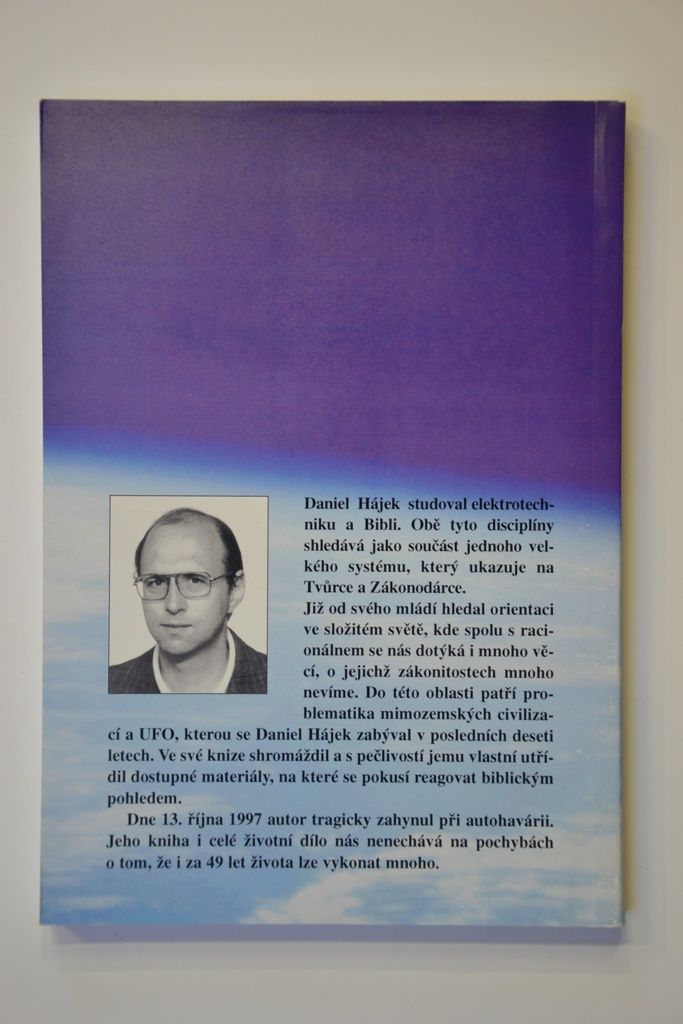 Daniel Hájek studoval elektrotech-
niku a Bibli. Obě tyto disciplíny
shledává jako součást jednoho vel-
kého systému, který ukazuje na
Tvůrce a Zákonodárce.
Již od svého mládí hledal orientaci
ve složitém světě, kde spolu s raci-
onálnem se nás dotýká i mnoho vě-
cí, o jejichž zákonitostech mnoho
nevíme. Do této oblasti patří pro-
blematika mimozemských civiliza-
cí a UFO, kterou se Daniel Hájek zabýval v posledních deseti
letech. Ve své knize shromáždil a s pečlivostí jemu vlastní utří-
dil dostupné materiály, na které se pokusí reagovat biblickým
pohledem.
Dne 13. října 1997 autor tragicky zahynul při autohavárii.
Jeho kniha i celé životní dílo nás nenechává na pochybách
o tom, že i za 49 let života lze vykonat mnoho.